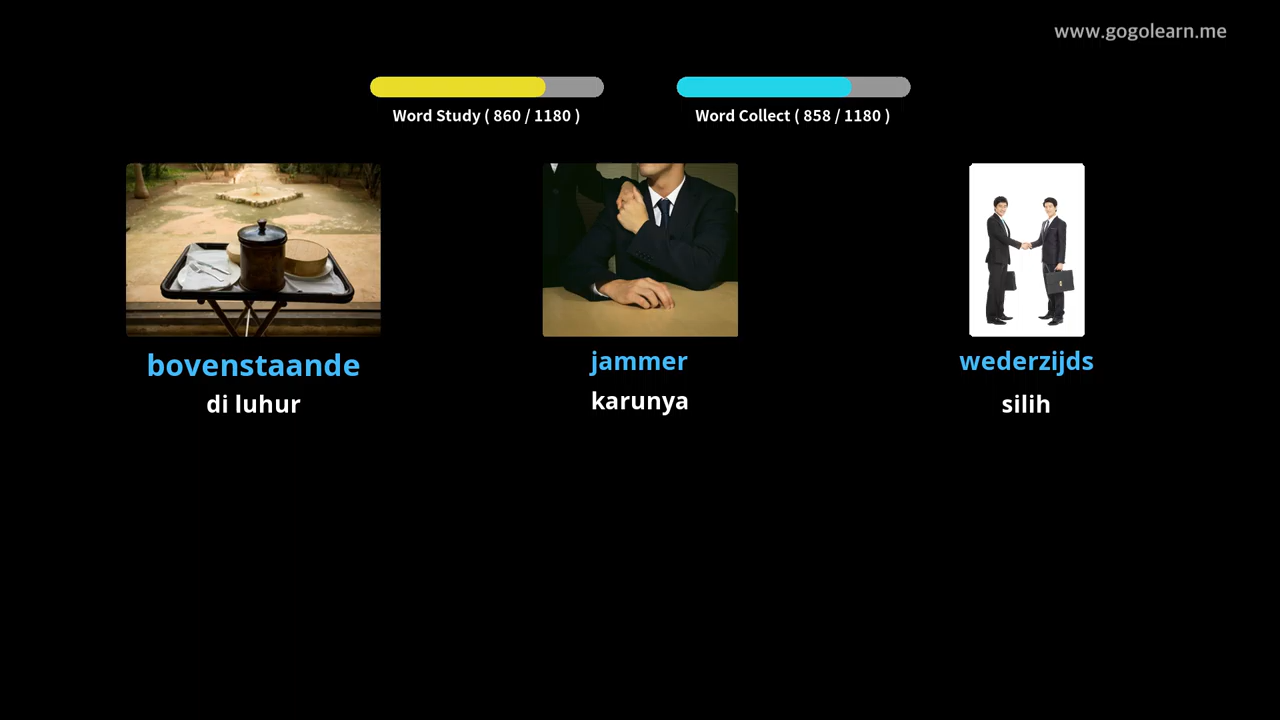 www.gogolearn.me
Word Study ( 860 / 1180 )
Word Collect ( 858 / 1180 )
bovenstaande
di luhur
jammer
karunya
wederzijds
silih